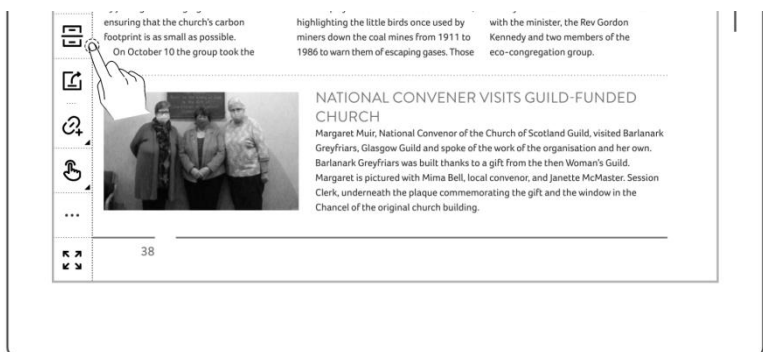 ensuring that the church's carbon
footprint is as small as possible.
On October 10 the group took the
highlighting the little birds once used by
miners down the coal mines from 1911 to
1986 to warn them of escaping gases. Those
with the minister, the Rev Gordon
Kennedy and two members of the
eco-congregation group.
NATIONAL CONVENER VISITS GUILD-FUNDED
CHURCH
Margaret Muir, National Convenor of the Church of Scotland Guild, visited Barlanark
Greyfriars, Glasgow Guild and spoke of the work of the organisation and her own.
Barlanark Greyfriars was built thanks to a gift from the then Woman's Guild.
Margaret is pictured with Mima Bell, local convenor, and Janette McMaster. Session
Clerk, underneath the plaque commemorating the gift and the window in the
Chancel of the original church building.
38